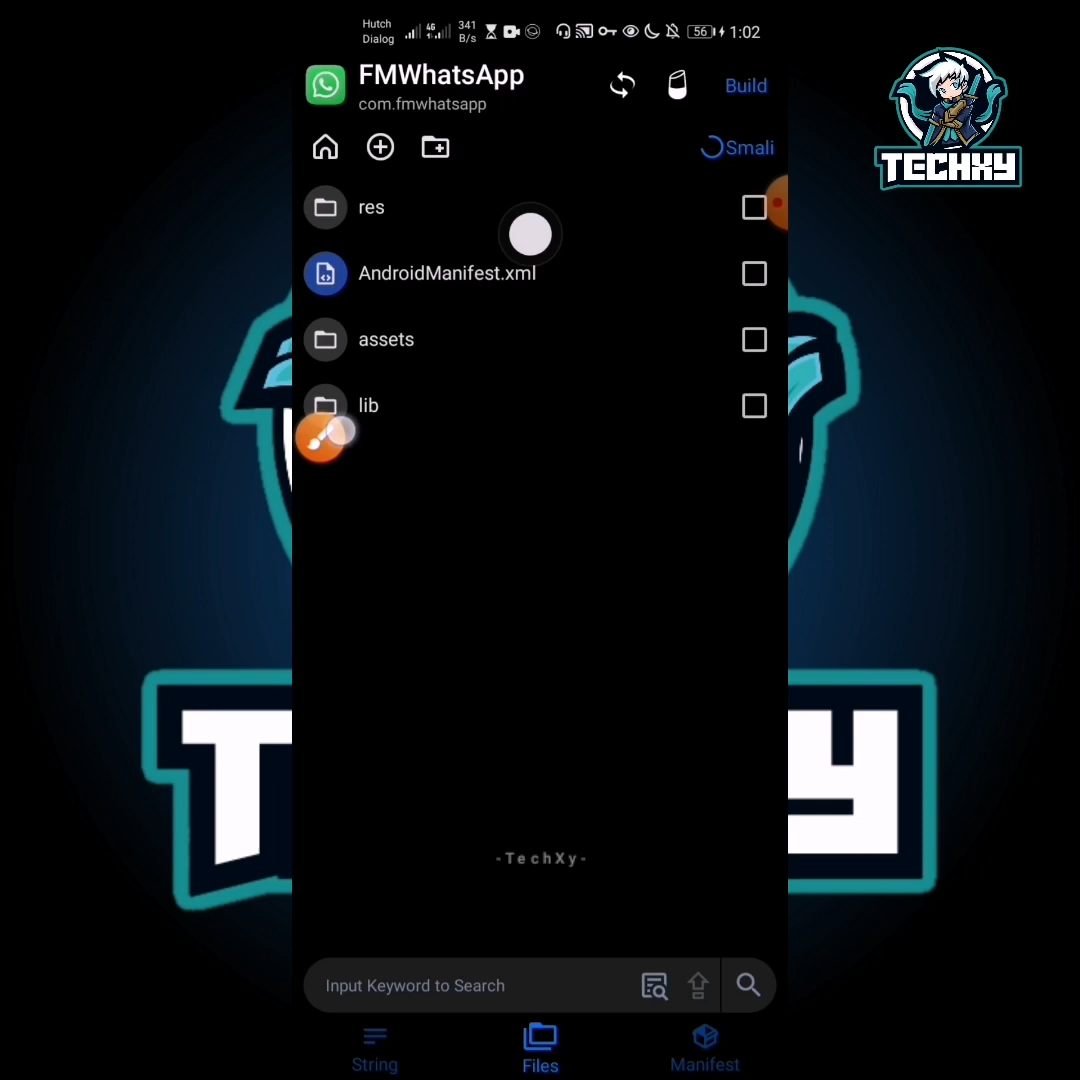 Hutch
Dialog
4G
341
B/s
56
1:02
FMWhatsApp
com.fmwhatsapp
Build
Smali
res
AndroidManifest.xml
assets
lib
-TechXy-
Input Keyword to Search
String
Files
Manifest
TECHXY
T
Y